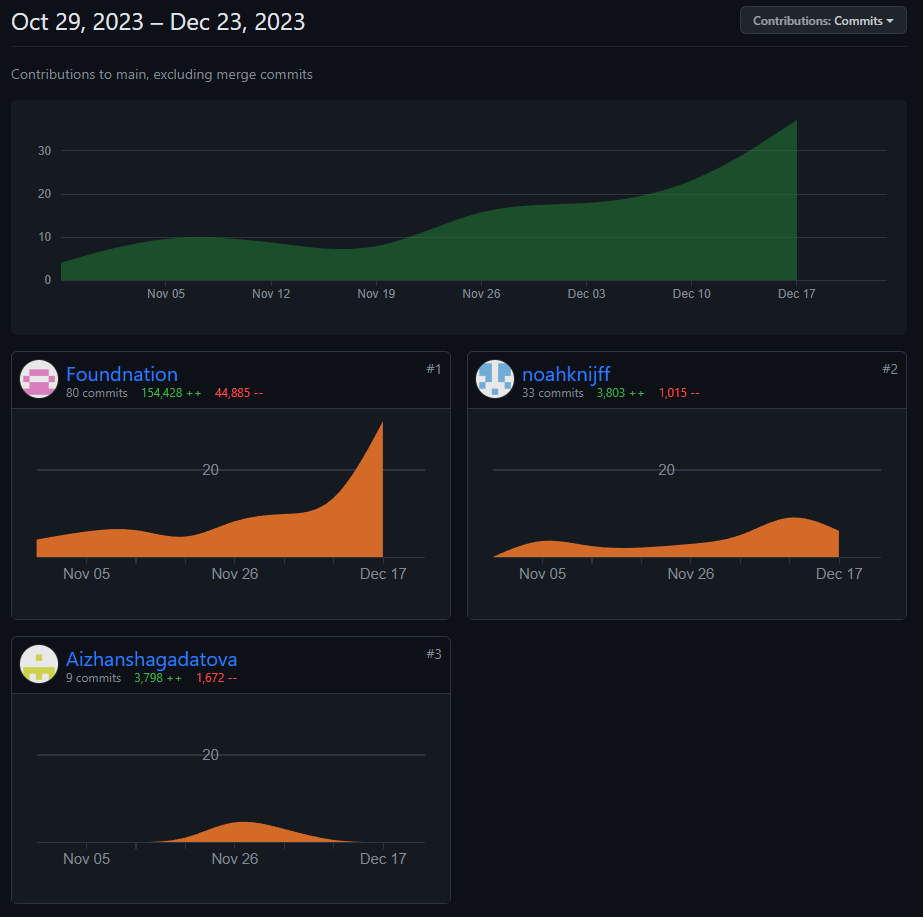 Oct 29, 2023 – Dec 23, 2023
Contributions: Commits
Contributions to main, excluding merge commits
30
20
10
0
Nov 05 Nov 12 Nov 19 Nov 26 Dec 03 Dec 10 Dec 17
Foundnation
#1
80 commits 154,428 ++ 44,885 --
20
Nov 05 Nov 26 Dec 17
noahknijff
#2
33 commits 3,803 ++ 1,015 --
20
Nov 05 Nov 26 Dec 17
Aizhanshagadatova
#3
9 commits 3,798 ++ 1,672 --
20
Nov 05 Nov 26 Dec 17